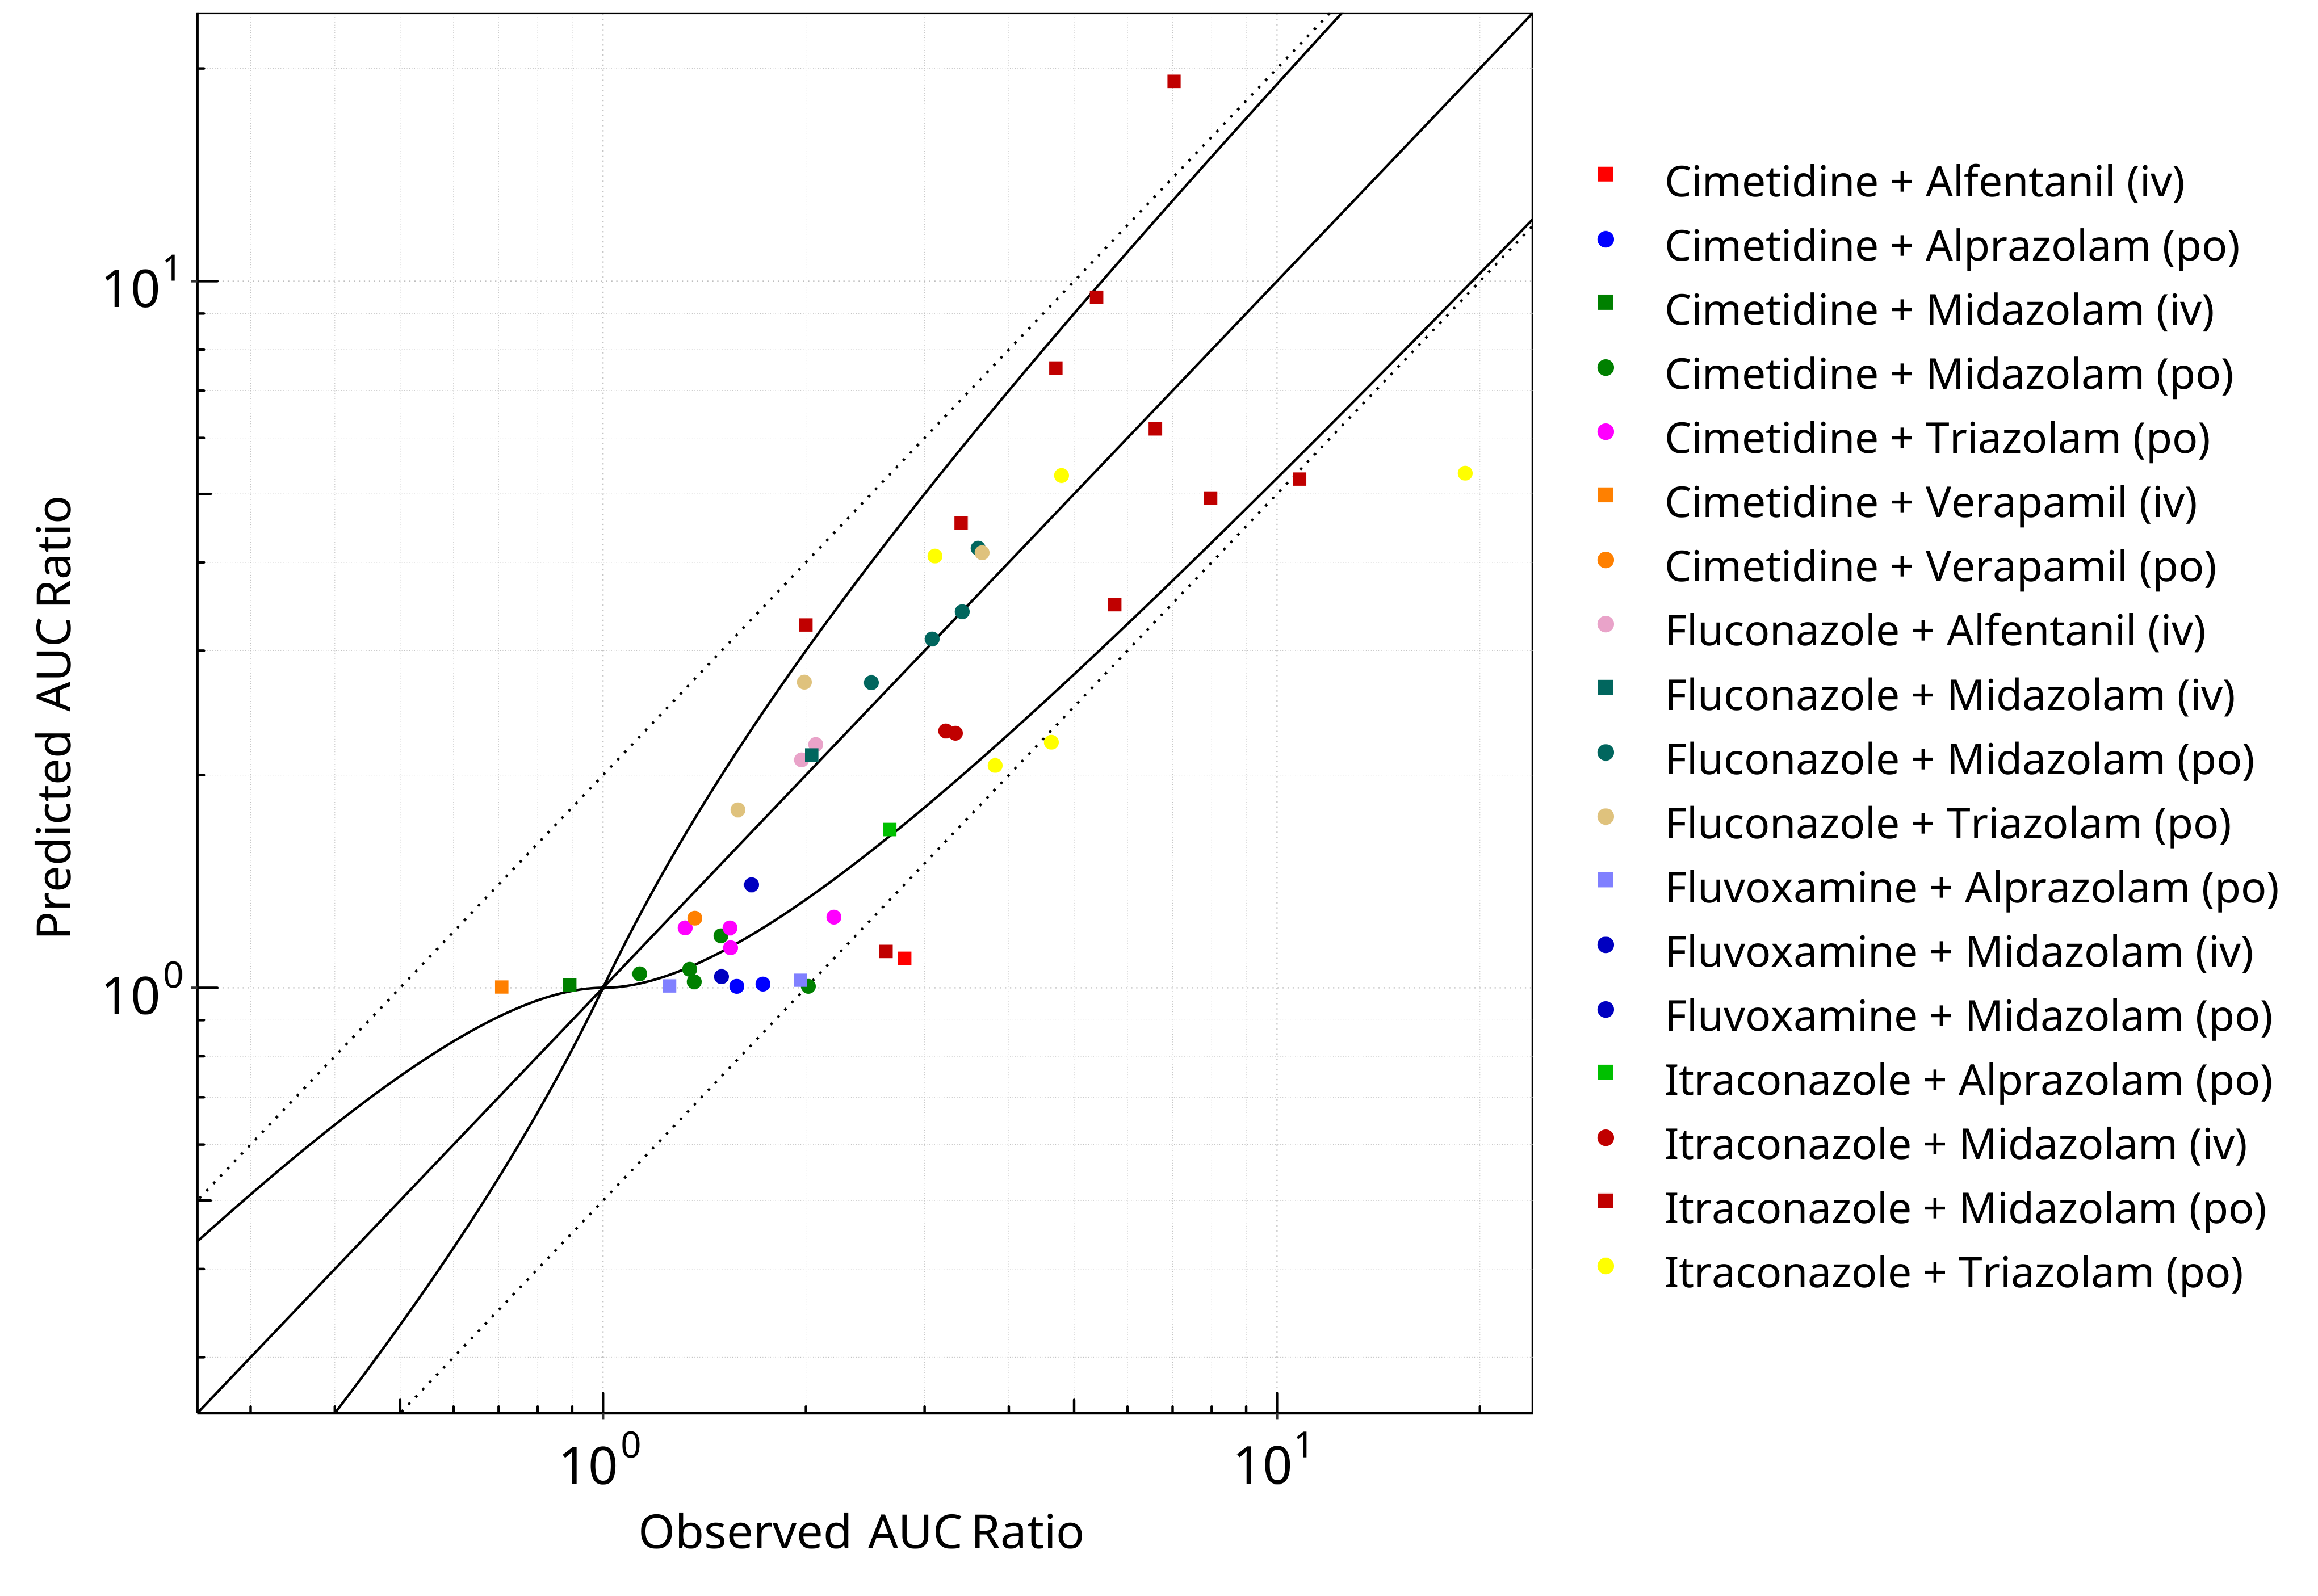 Predicted AUC Ratio
10¹
10⁰
10⁰
10¹
Observed AUC Ratio
Cimetidine + Alfentanil (iv)
Cimetidine + Alprazolam (po)
Cimetidine + Midazolam (iv)
Cimetidine + Midazolam (po)
Cimetidine + Triazolam (po)
Cimetidine + Verapamil (iv)
Cimetidine + Verapamil (po)
Fluconazole + Alfentanil (iv)
Fluconazole + Midazolam (iv)
Fluconazole + Midazolam (po)
Fluconazole + Triazolam (po)
Fluvoxamine + Alprazolam (po)
Fluvoxamine + Midazolam (iv)
Fluvoxamine + Midazolam (po)
Itraconazole + Alprazolam (po)
Itraconazole + Midazolam (iv)
Itraconazole + Midazolam (po)
Itraconazole + Triazolam (po)